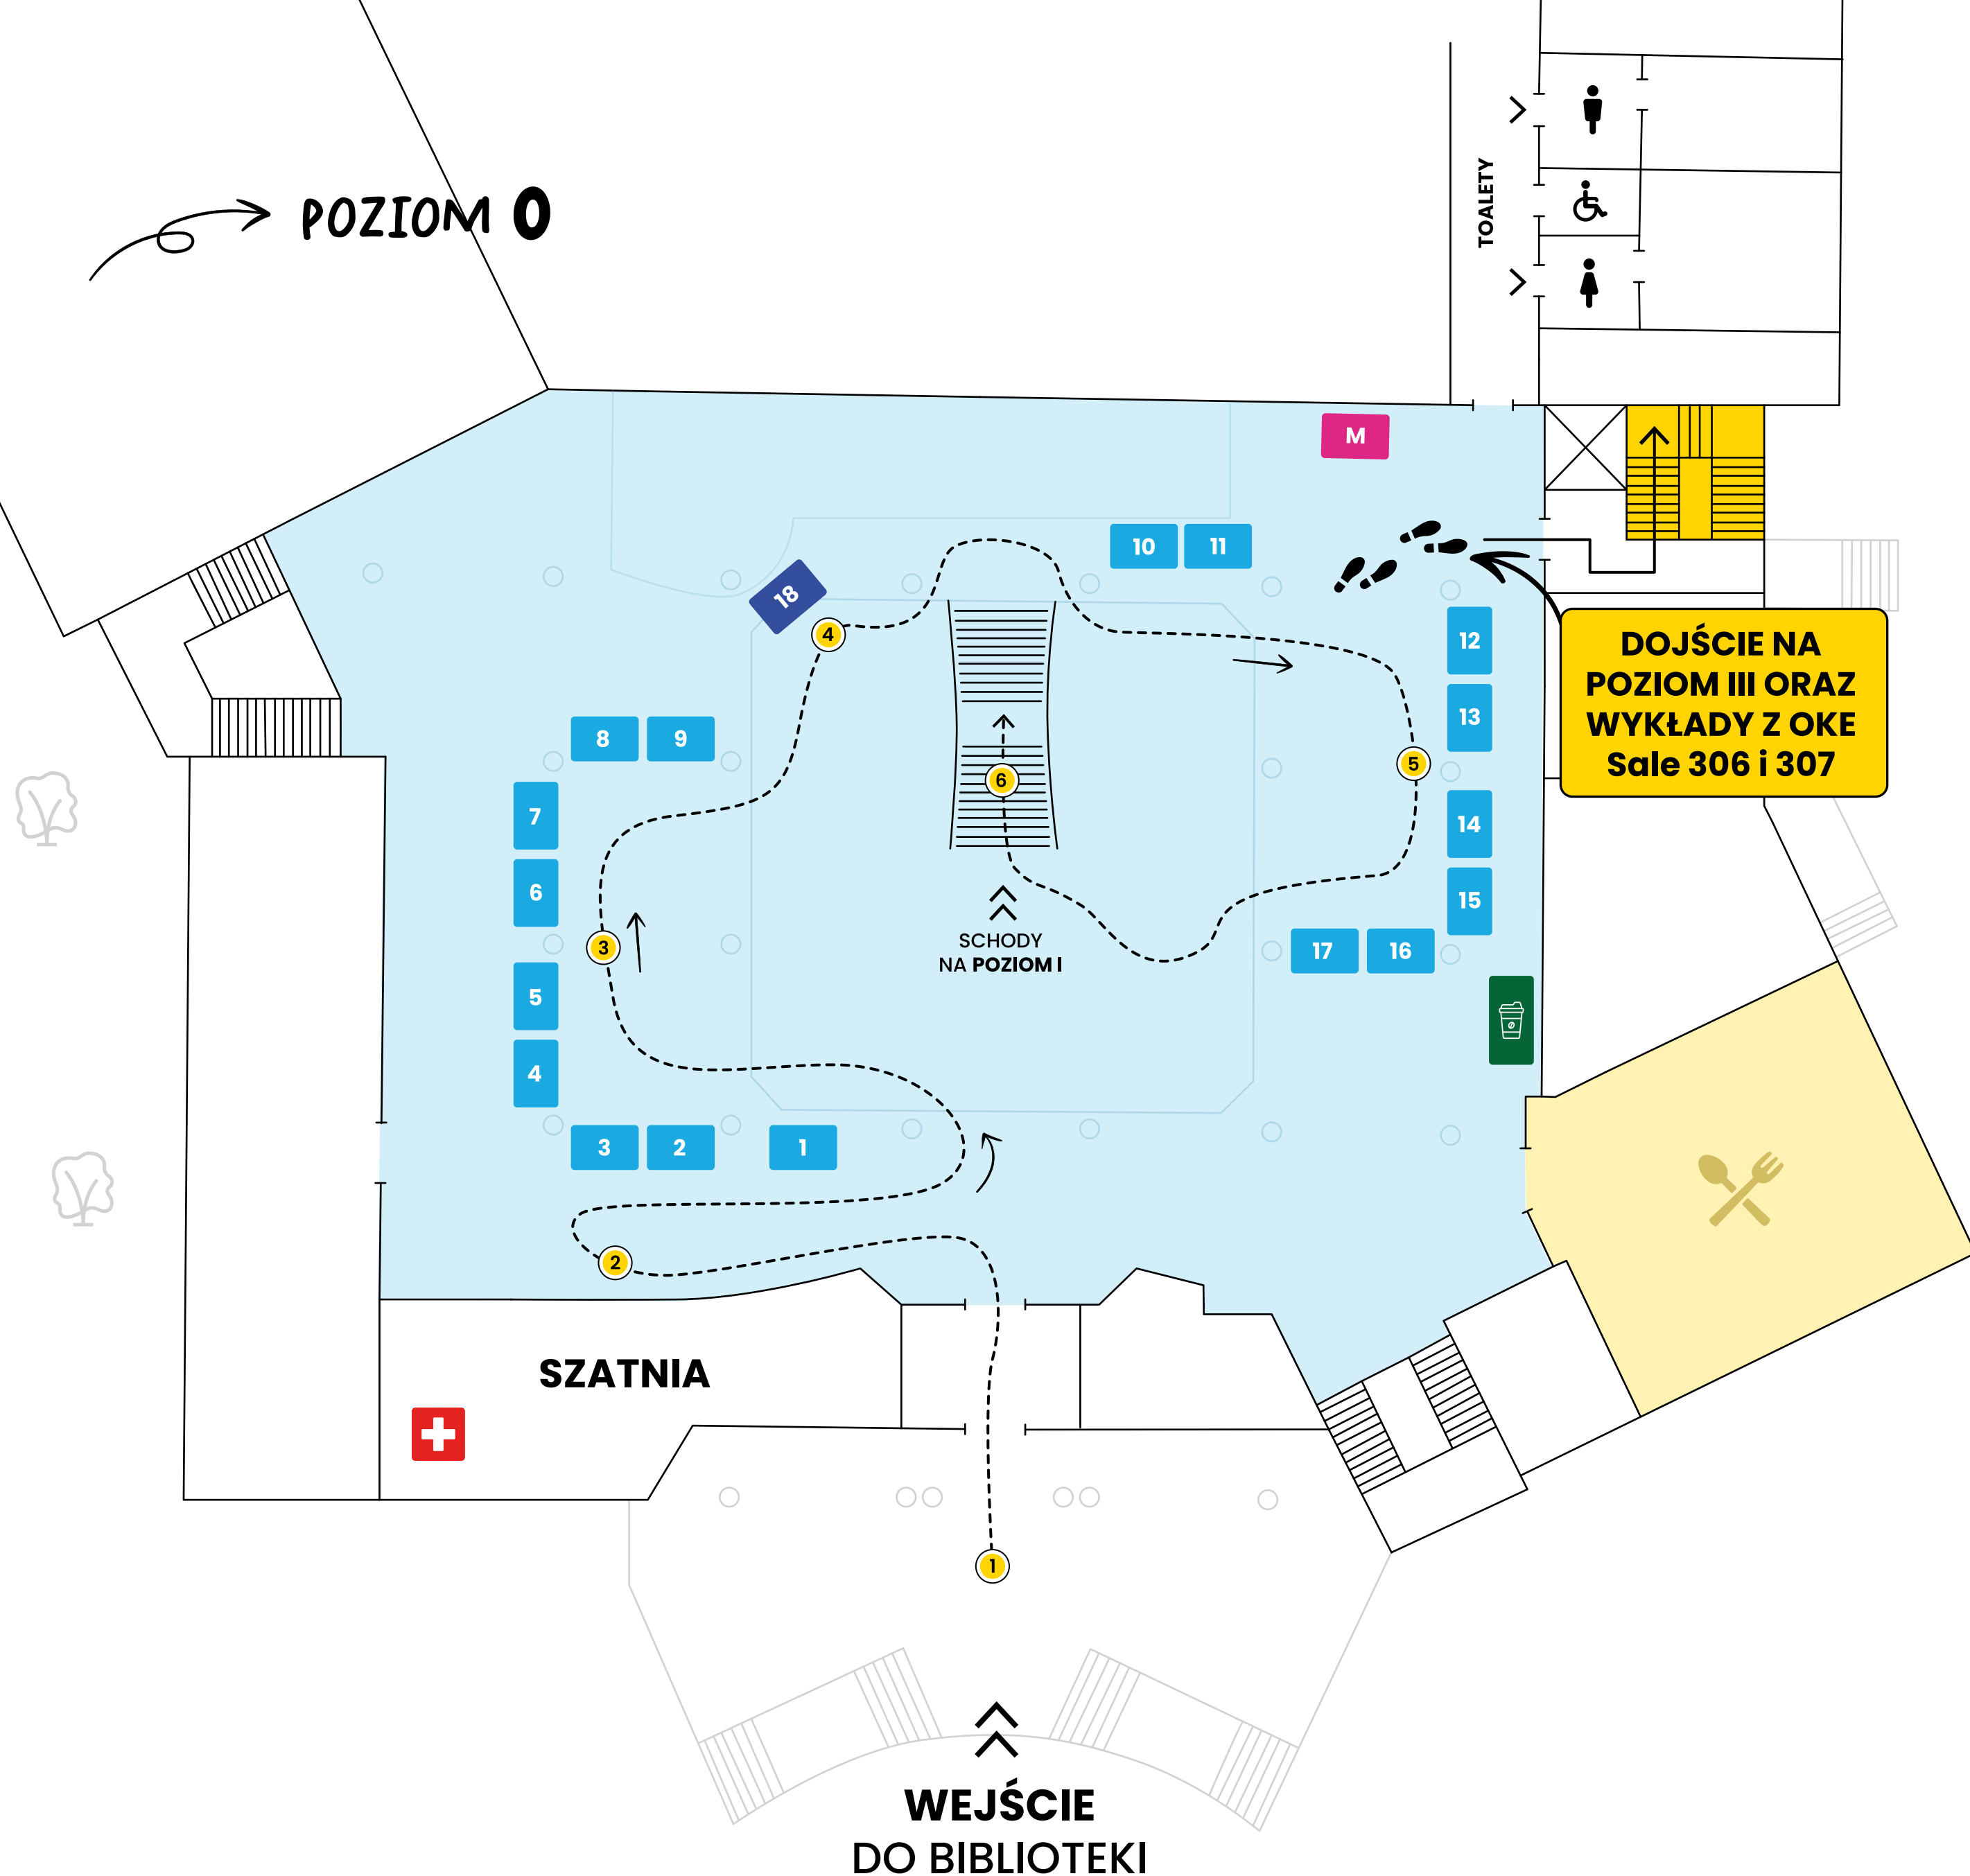 POZIOM 0
TOALETY
M
10
11
18
4
12
DOJŚCIE NA
POZIOM III ORAZ
WYKŁADY Z OKE
Sale 306 i 307
13
8
9
5
6
7
14
6
15
3
SCHODY
NA POZIOM I
17
16
5
4
3
2
1
2
SZATNIA
1
WEJŚCIE
DO BIBLIOTEKI